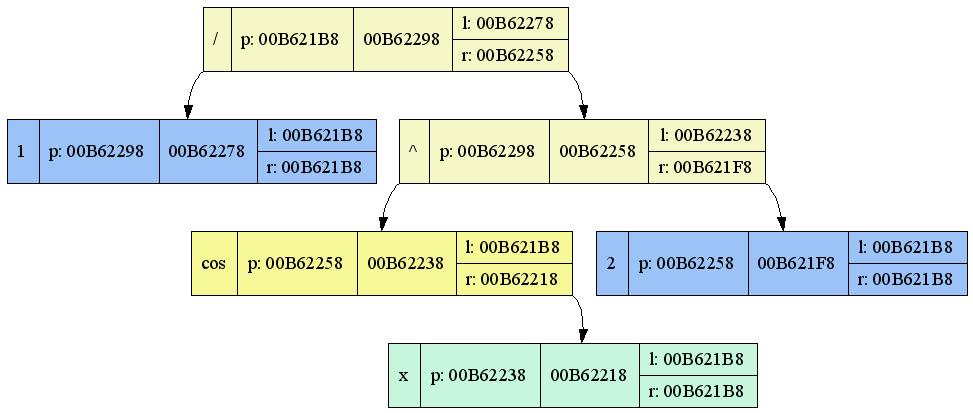 / p: 00B621B8 00B62298 l: 00B62278
r: 00B62258
1 p: 00B62298 00B62278 l: 00B621B8
r: 00B621B8
^ p: 00B62298 00B62258 l: 00B62238
r: 00B621F8
cos p: 00B62258 00B62238 l: 00B621B8
r: 00B62218
2 p: 00B62258 00B621F8 l: 00B621B8
r: 00B621B8
x p: 00B62238 00B62218 l: 00B621B8
r: 00B621B8